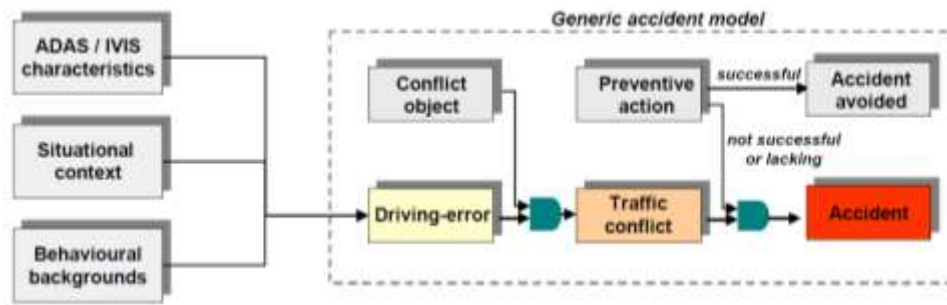 Generic accident model
ADAS / IVIS
characteristics
Conflict
object
Preventive
action
successful
Accident
avoided
Situational
context
not successful
or lacking
Driving-error
Traffic
conflict
Accident
Behavioural
backgrounds